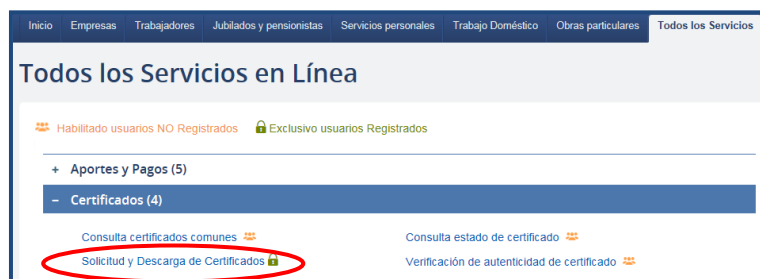 Inicio Empresas Trabajadores Jubilados y pensionistas Servicios personales Trabajo Doméstico Obras particulares Todos los Servicios
Todos los Servicios en Línea
Habilitado usuarios NO Registrados Exclusivo usuarios Registrados
+ Aportes y Pagos (5)
– Certificados (4)
Consulta certificados comunes Consulta estado de certificado
Solicitud y Descarga de Certificados Verificación de autenticidad de certificado